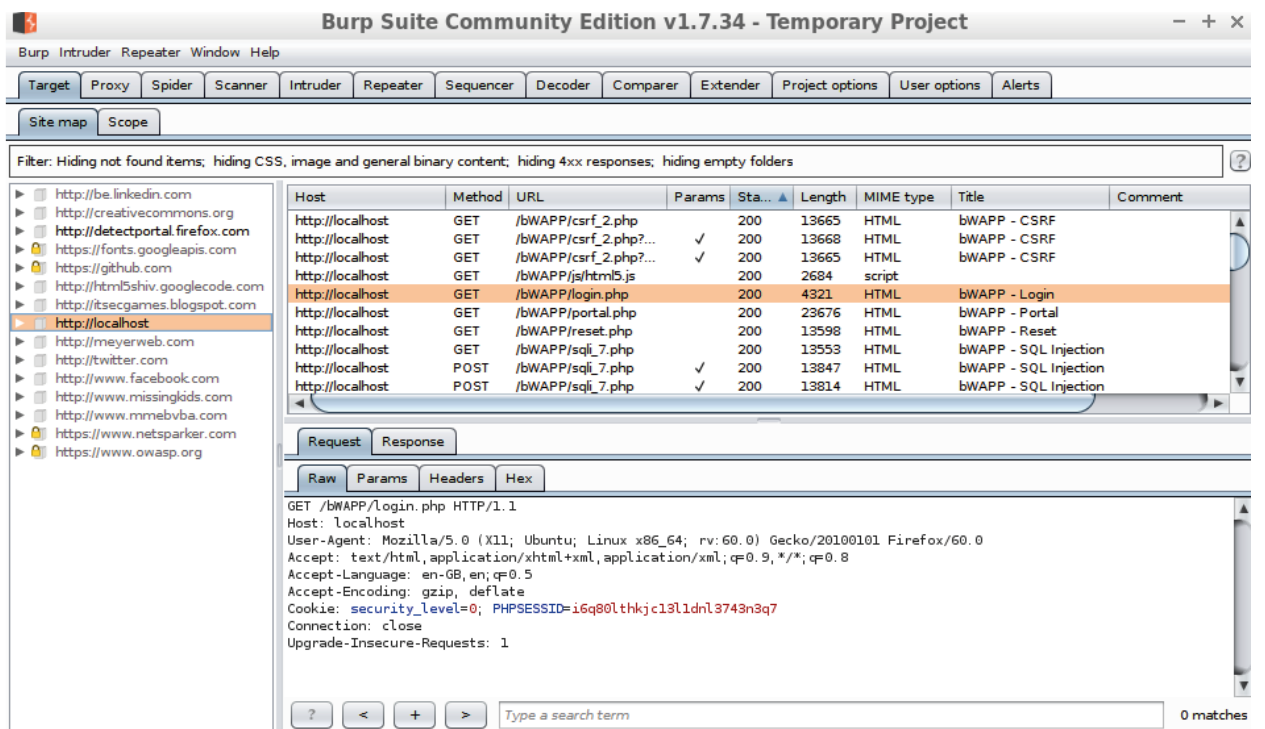 Burp Suite Community Edition v1.7.34 - Temporary Project
Burp Intruder Repeater Window Help
Target Proxy Spider Scanner Intruder Repeater Sequencer Decoder Comparer Extender Project options User options Alerts
Site map Scope
Filter: Hiding not found items; hiding CSS, image and general binary content; hiding 4xx responses; hiding empty folders ?
http://be.linkedin.com
http://creativecommons.org
http://detectportal.firefox.com
https://fonts.googleapis.com
https://github.com
http://html5shiv.googlecode.com
http://itsecgames.blogspot.com
http://localhost
http://meyerweb.com
http://twitter.com
http://www.facebook.com
http://www.missingkids.com
http://www.mmebvba.com
https://www.netsparker.com
https://www.owasp.org
Host Method URL Params Sta... ▲ Length MIME type Title Comment
http://localhost GET /bWAPP/csrf_2.php 200 13665 HTML bWAPP - CSRF
http://localhost GET /bWAPP/csrf_2.php?... ✓ 200 13668 HTML bWAPP - CSRF
http://localhost GET /bWAPP/csrf_2.php?... ✓ 200 13665 HTML bWAPP - CSRF
http://localhost GET /bWAPP/js/html5.js 200 2684 script
http://localhost GET /bWAPP/login.php 200 4321 HTML bWAPP - Login
http://localhost GET /bWAPP/portal.php 200 23676 HTML bWAPP - Portal
http://localhost GET /bWAPP/reset.php 200 13598 HTML bWAPP - Reset
http://localhost GET /bWAPP/sqli_7.php 200 13553 HTML bWAPP - SQL Injection
http://localhost POST /bWAPP/sqli_7.php ✓ 200 13847 HTML bWAPP - SQL Injection
http://localhost POST /bWAPP/sqli_7.php ✓ 200 13814 HTML bWAPP - SQL Injection
Request Response
Raw Params Headers Hex
GET /bWAPP/login.php HTTP/1.1
Host: localhost
User-Agent: Mozilla/5.0 (X11; Ubuntu; Linux x86_64; rv:60.0) Gecko/20100101 Firefox/60.0
Accept: text/html,application/xhtml+xml,application/xml;q=0.9,*/*;q=0.8
Accept-Language: en-GB,en;q=0.5
Accept-Encoding: gzip, deflate
Cookie: security_level=0; PHPSESSID=i6q80lthkjc13l1dnl3743n3q7
Connection: close
Upgrade-Insecure-Requests: 1
? < + > Type a search term 0 matches